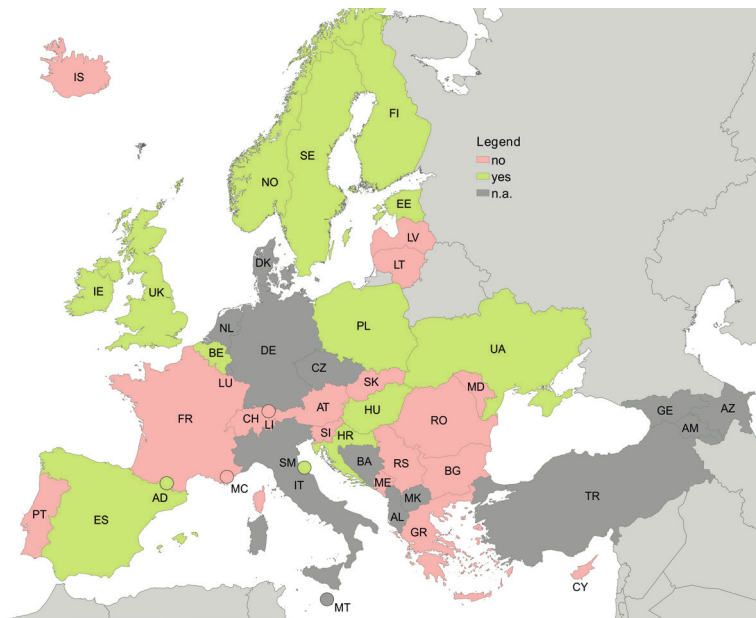 IS
FI
SE
NO
Legend
no
yes
n.a.
EE
LV
LT
DK
IE
UK
NL
PL
DE
BE
UA
CZ
LU
SK
MD
AT
HU
FR
CH
LI
RO
SI
HR
GE
AZ
AM
BA
RS
SM
BG
IT
ME
AD
MC
MK
TR
PT
ES
AL
GR
CY
MT